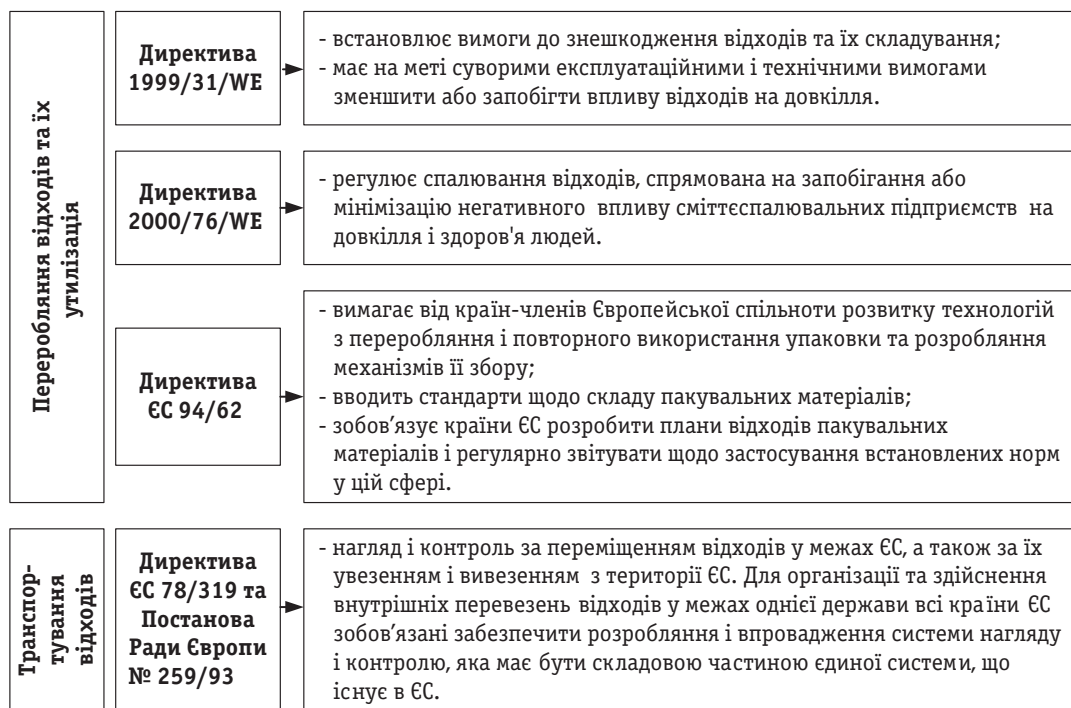 Перероблання відходів та їх
утилізація
Директива
1999/31/WE
- встановлює вимоги до знешкодження відходів та їх складування;
- має на меті суворими експлуатаційними і технічними вимогами
зменшити або запобігти впливу відходів на довкілля.
Директива
2000/76/WE
- регулює спалювання відходів, спрямована на запобігання або
мінімізацію негативного впливу сміттєспалювальних підприємств на
довкілля і здоров'я людей.
Директива
ЄС 94/62
- вимагає від країн-членів Європейської спільноти розвитку технологій
з перероблання і повторного використання упаковки та розробляння
механізмів її збору;
- вводить стандарти щодо складу пакувальних матеріалів;
- зобов’язує країни ЄС розробити плани відходів пакувальних
матеріалів і регулярно звітувати щодо застосування встановлених норм
у цій сфері.
Транспор-
тування
відходів
Директива
ЄС 78/319 та
Постанова
Ради Європи
№ 259/93
- нагляд і контроль за переміщенням відходів у межах ЄС, а також за їх
увезенням і вивезенням з території ЄС. Для організації та здійснення
внутрішніх перевезень відходів у межах однієї держави всі країни ЄС
зобов’язані забезпечити розробляння і впровадження системи нагляду
і контролю, яка має бути складовою частиною єдиної системи, що
існує в ЄС.